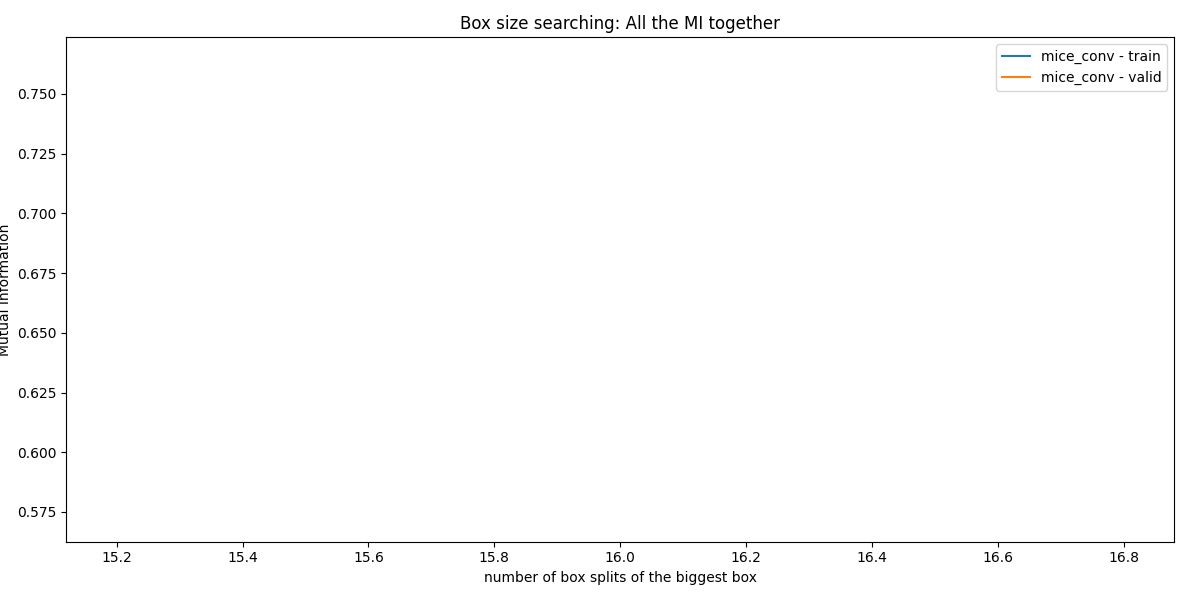 Box size searching: All the MI together
mice_conv - train
mice_conv - valid
Mutual Information
0.750
0.725
0.700
0.675
0.650
0.625
0.600
0.575
15.2 15.4 15.6 15.8 16.0 16.2 16.4 16.6 16.8
number of box splits of the biggest box